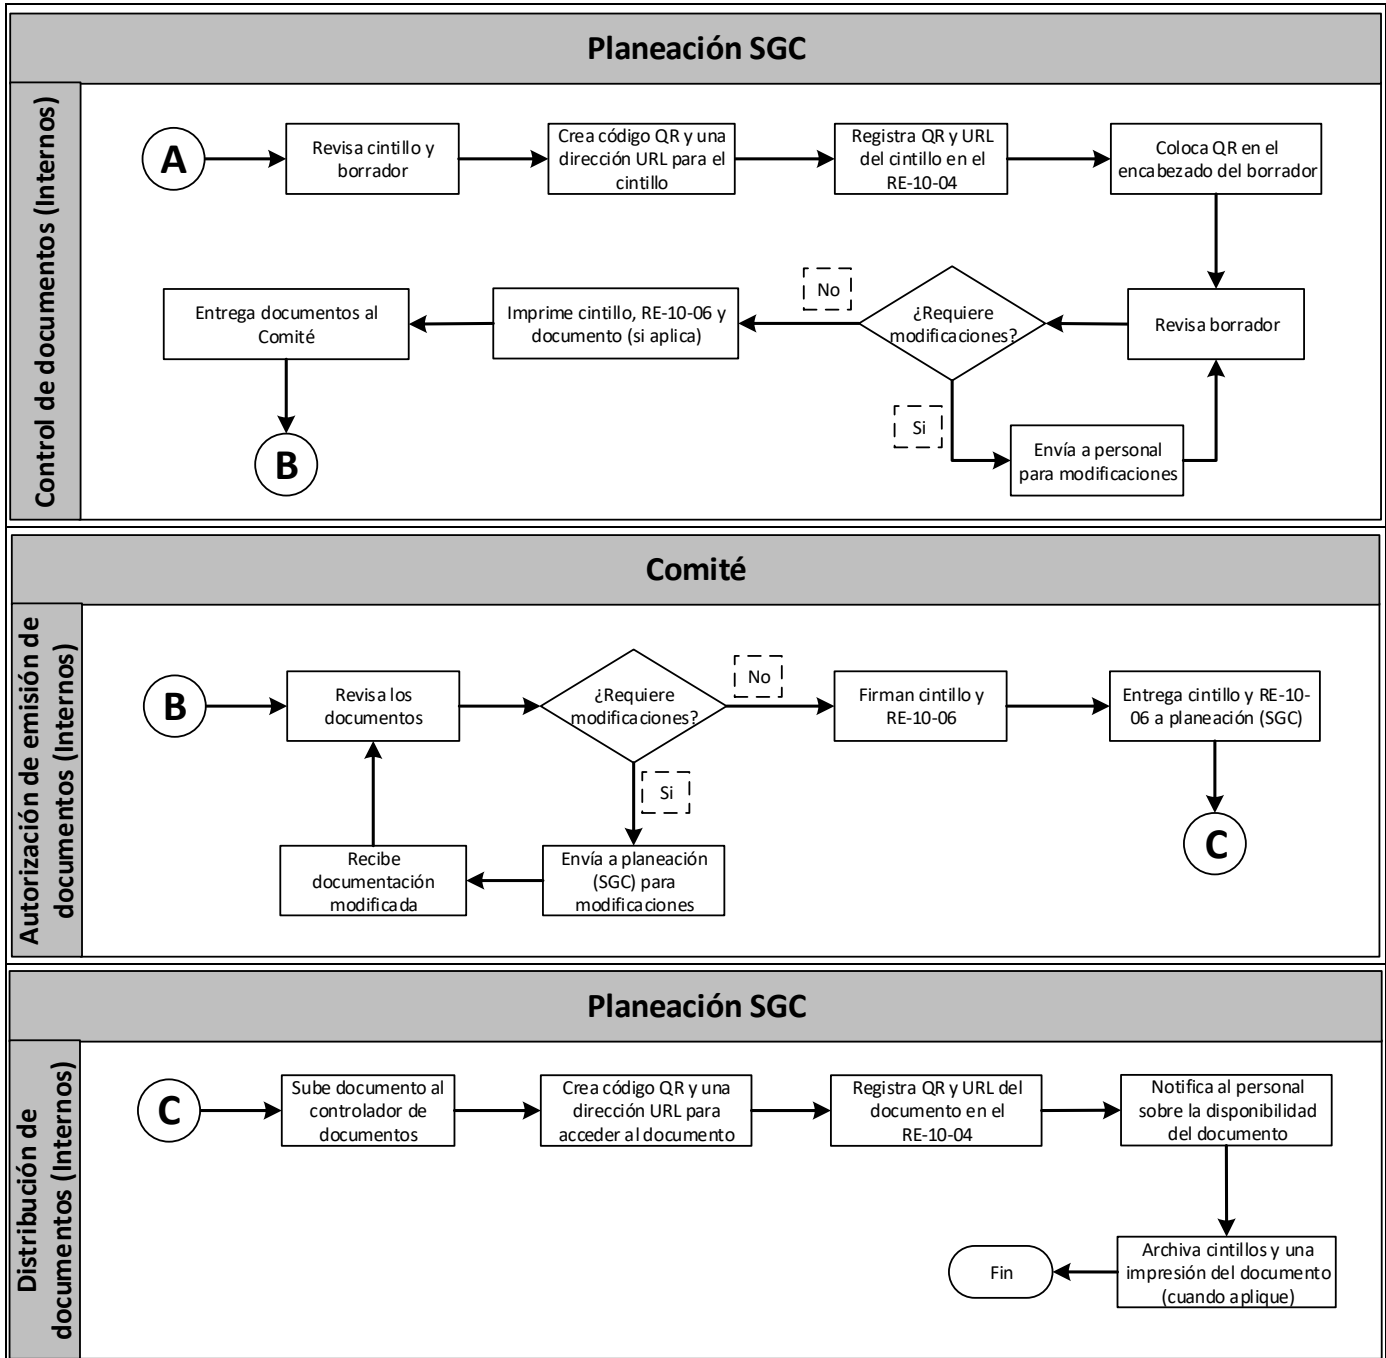 Planeación SGC
Control de documentos (Internos)
A
Revisa cintillo y
borrador
Crea código QR y una
dirección URL para el
cintillo
Registra QR y URL
del cintillo en el
RE-10-04
Coloca QR en el
encabezado del borrador
Entrega documentos al
Comité
Imprime cintillo, RE-10-06 y
documento (si aplica)
No
¿Requiere
modificaciones?
Revisa borrador
Si
Envía a personal
para modificaciones
B
Comité
Autorización de emisión de
documentos (Internos)
B
Revisa los
documentos
¿Requiere
modificaciones?
No
Firman cintillo y
RE-10-06
Entrega cintillo y RE-10-
06 a planeación (SGC)
Si
C
Recibe
documentación
modificada
Envía a planeación
(SGC) para
modificaciones
Planeación SGC
Distribución de
documentos (Internos)
C
Sube documento al
controlador de
documentos
Crea código QR y una
dirección URL para
acceder al documento
Registra QR y URL del
documento en el
RE-10-04
Notifica al personal
sobre la disponibilidad
del documento
Fin
Archiva cintillos y una
impresión del documento
(cuando aplique)